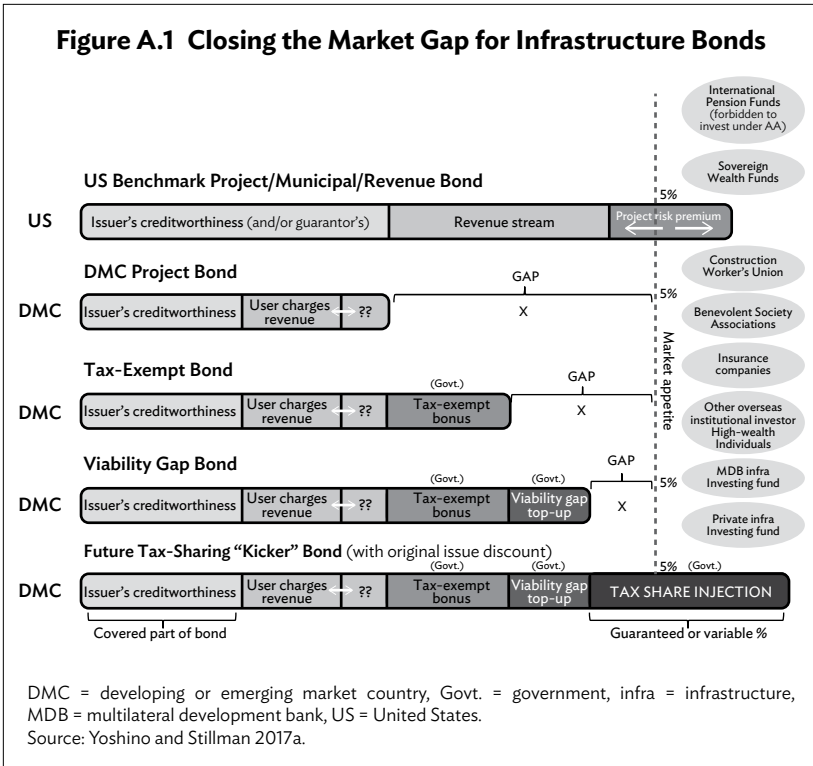 Figure A.1 Closing the Market Gap for Infrastructure Bonds
International
Pension Funds
(forbidden to
invest under AA)
Sovereign
Wealth Funds
US Benchmark Project/Municipal/Revenue Bond
5%
US
Issuer's creditworthiness (and/or guarantor's)
Revenue stream
Project risk premium
Construction
Worker's Union
DMC Project Bond
GAP
5%
DMC
Issuer's creditworthiness
User charges
revenue
??
X
Benevolent Society
Associations
Market appetite
Insurance
companies
Tax-Exempt Bond
(Govt.)
GAP
DMC
Issuer's creditworthiness
User charges
revenue
??
Tax-exempt
bonus
X
Other overseas
institutional investor
High-wealth
Individuals
Viability Gap Bond
(Govt.)
(Govt.)
GAP
5%
MDB infra
Investing fund
DMC
Issuer's creditworthiness
User charges
revenue
??
Tax-exempt
bonus
Viability gap
top-up
X
Private infra
Investing fund
Future Tax-Sharing “Kicker” Bond (with original issue discount)
(Govt.)
(Govt.)
5%
(Govt.)
DMC
Issuer's creditworthiness
User charges
revenue
??
Tax-exempt
bonus
Viability gap
top-up
TAX SHARE INJECTION
Covered part of bond
Guaranteed or variable %
DMC = developing or emerging market country, Govt. = government, infra = infrastructure,
MDB = multilateral development bank, US = United States.
Source: Yoshino and Stillman 2017a.